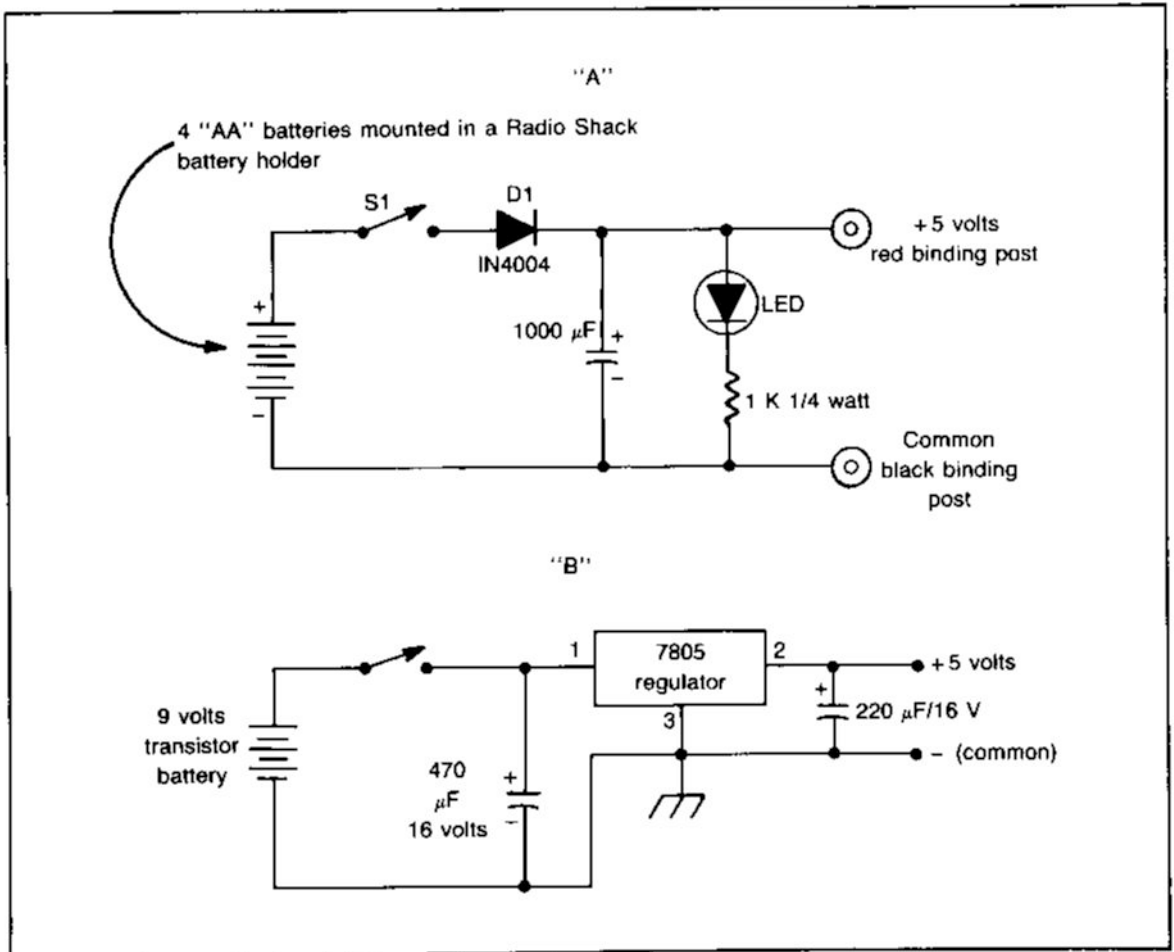 "A"
4 "AA" batteries mounted in a Radio Shack
battery holder
S1
D1
IN4004
+5 volts
red binding post
+
LED
1000 µF
+
−
−
1 K 1/4 watt
Common
black binding
post
"B"
1
7805
regulator
2
3
+5 volts
+
220 µF/16 V
− (common)
9 volts
transistor
battery
470
µF
16 volts
+
−